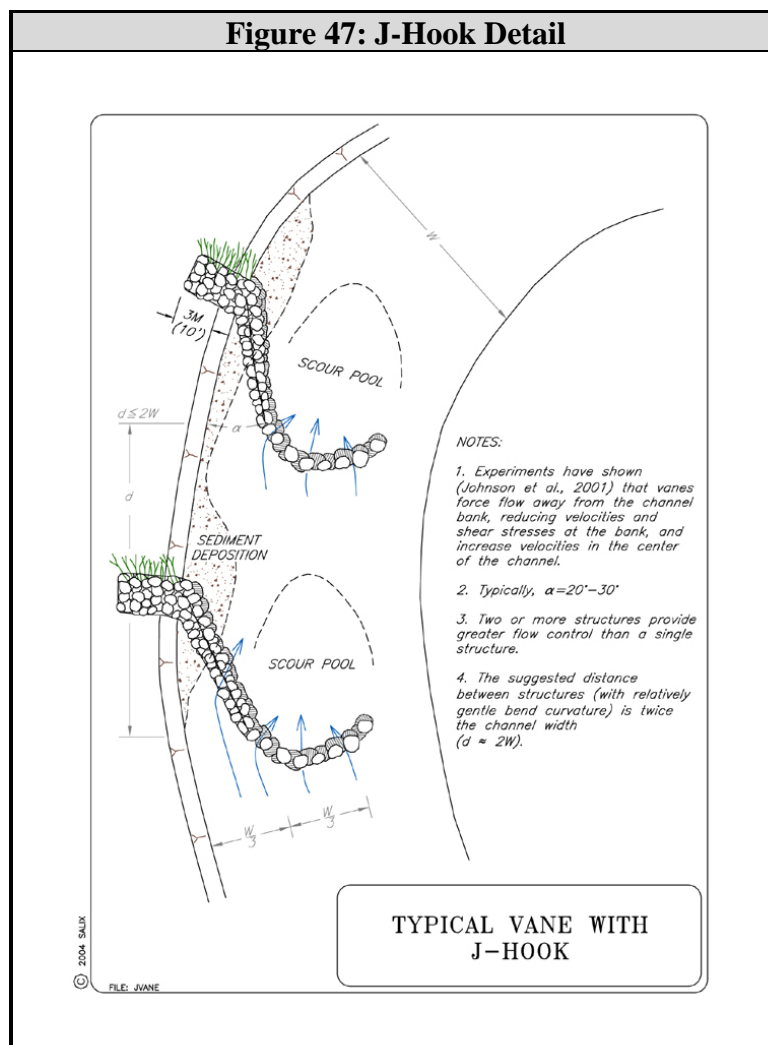 Figure 47: J-Hook Detail
W
3M
(10')
SCOUR POOL
d≤2W
α
d
NOTES:
1. Experiments have shown
(Johnson et al., 2001) that vanes
force flow away from the channel
bank, reducing velocities and
shear stresses at the bank, and
increase velocities in the center
of the channel.
2. Typically, α=20°-30°
3. Two or more structures provide
greater flow control than a single
structure.
4. The suggested distance
between structures (with relatively
gentle bend curvature) is twice
the channel width
(d ≈ 2W).
SEDIMENT
DEPOSITION
SCOUR POOL
W
3
W
3
TYPICAL VANE WITH
J-HOOK
© 2004 SALIX
FILE: JVANE